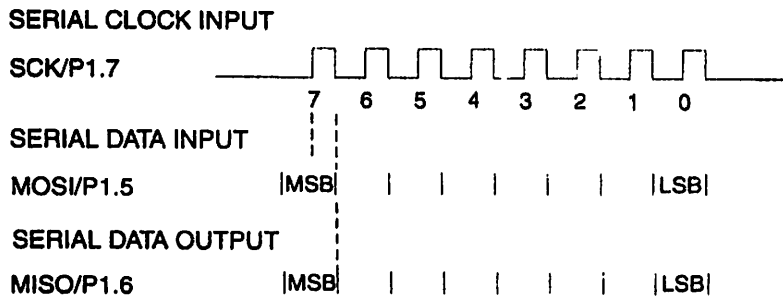 SERIAL CLOCK INPUT
SCK/P1.7
7 6 5 4 3 2 1 0
SERIAL DATA INPUT
MOSI/P1.5 |MSB| | | | | | |LSB|
SERIAL DATA OUTPUT
MISO/P1.6 |MSB| | | | | | |LSB|